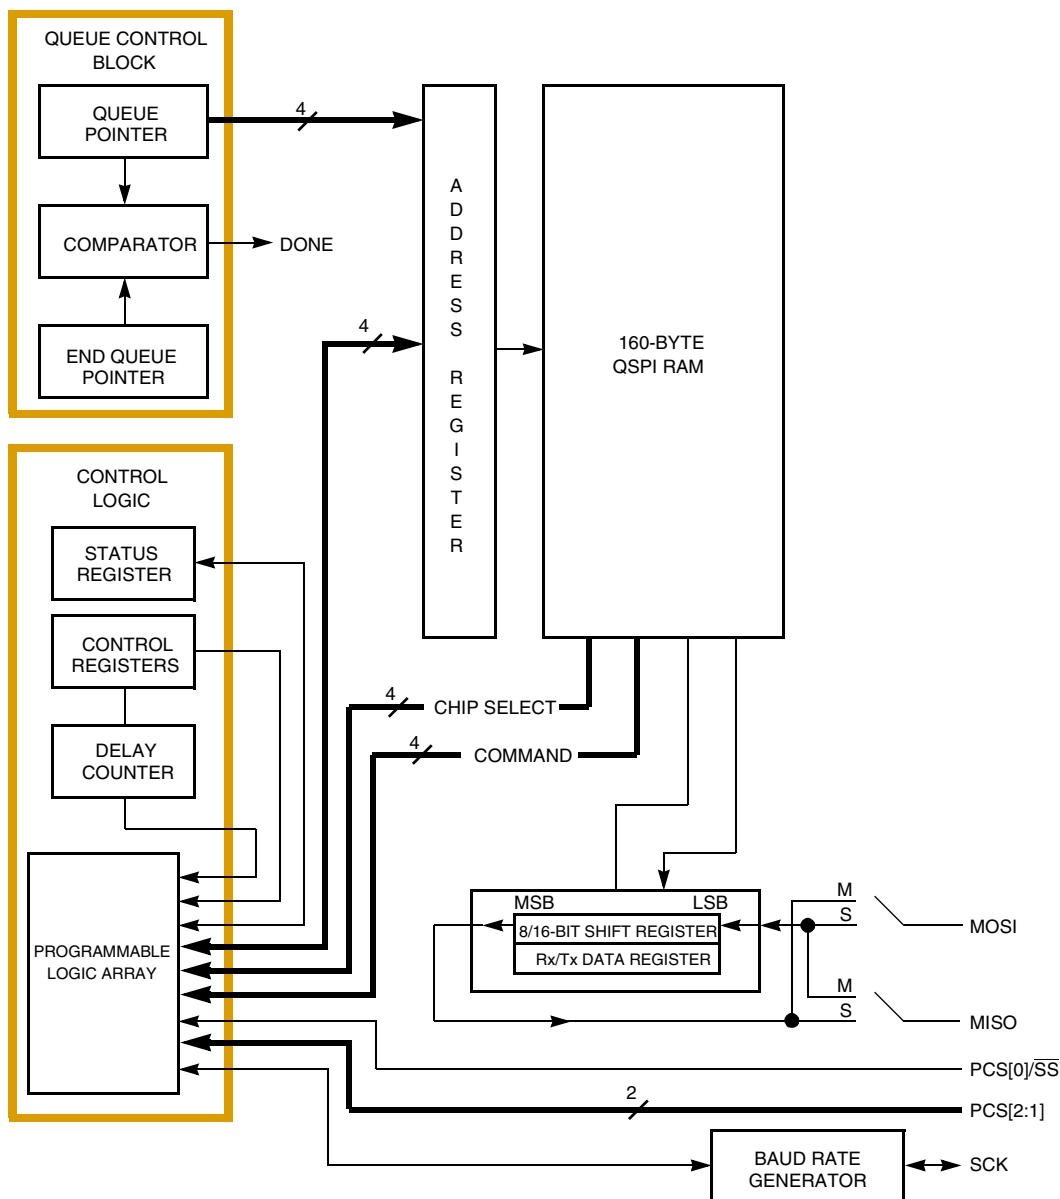 QUEUE CONTROL
BLOCK
QUEUE
POINTER
4
COMPARATOR
DONE
END QUEUE
POINTER
4
ADDRESS REGISTER
160-BYTE
QSPI RAM
CONTROL
LOGIC
STATUS
REGISTER
CONTROL
REGISTERS
DELAY
COUNTER
4
CHIP SELECT
4
COMMAND
PROGRAMMABLE
LOGIC ARRAY
MSB
LSB
8/16-BIT SHIFT REGISTER
Rx/Tx DATA REGISTER
M
S
MOSI
M
S
MISO
PCS[0]/S̅S̅
2
PCS[2:1]
BAUD RATE
GENERATOR
SCK